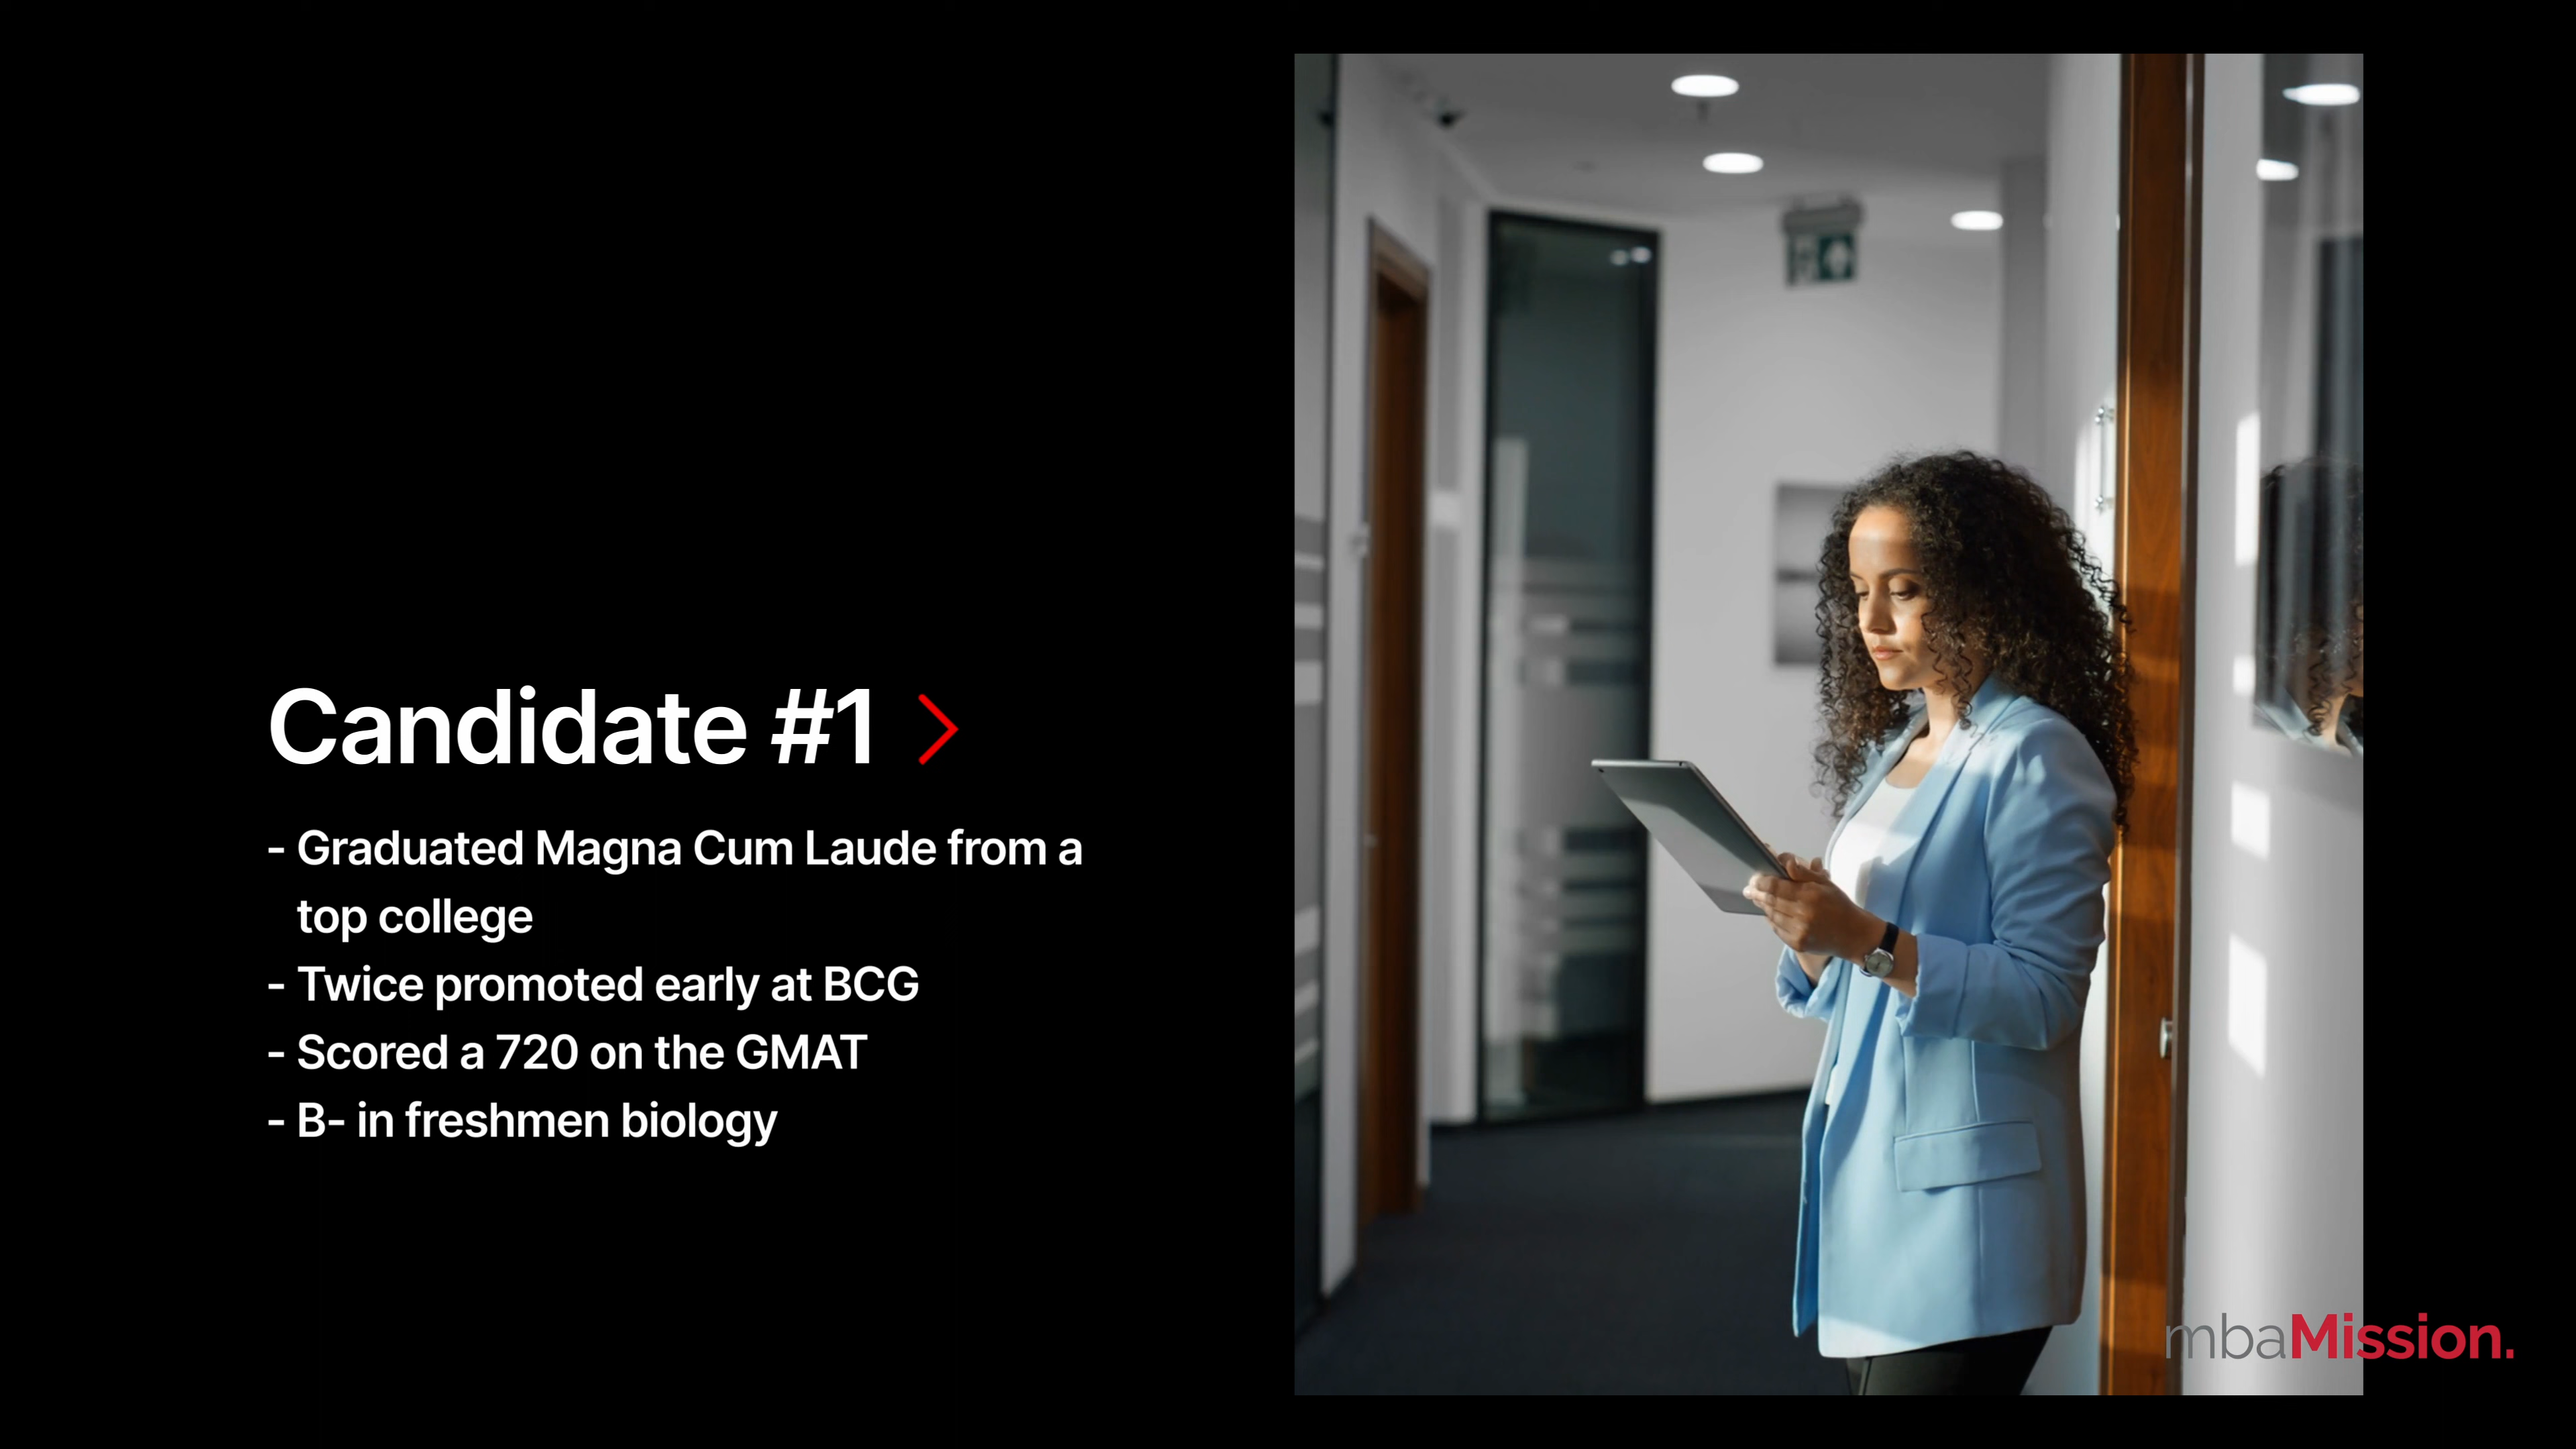 Candidate #1
- Graduated Magna Cum Laude from a
top college
- Twice promoted early at BCG
- Scored a 720 on the GMAT
- B- in freshmen biology
mbaMission.